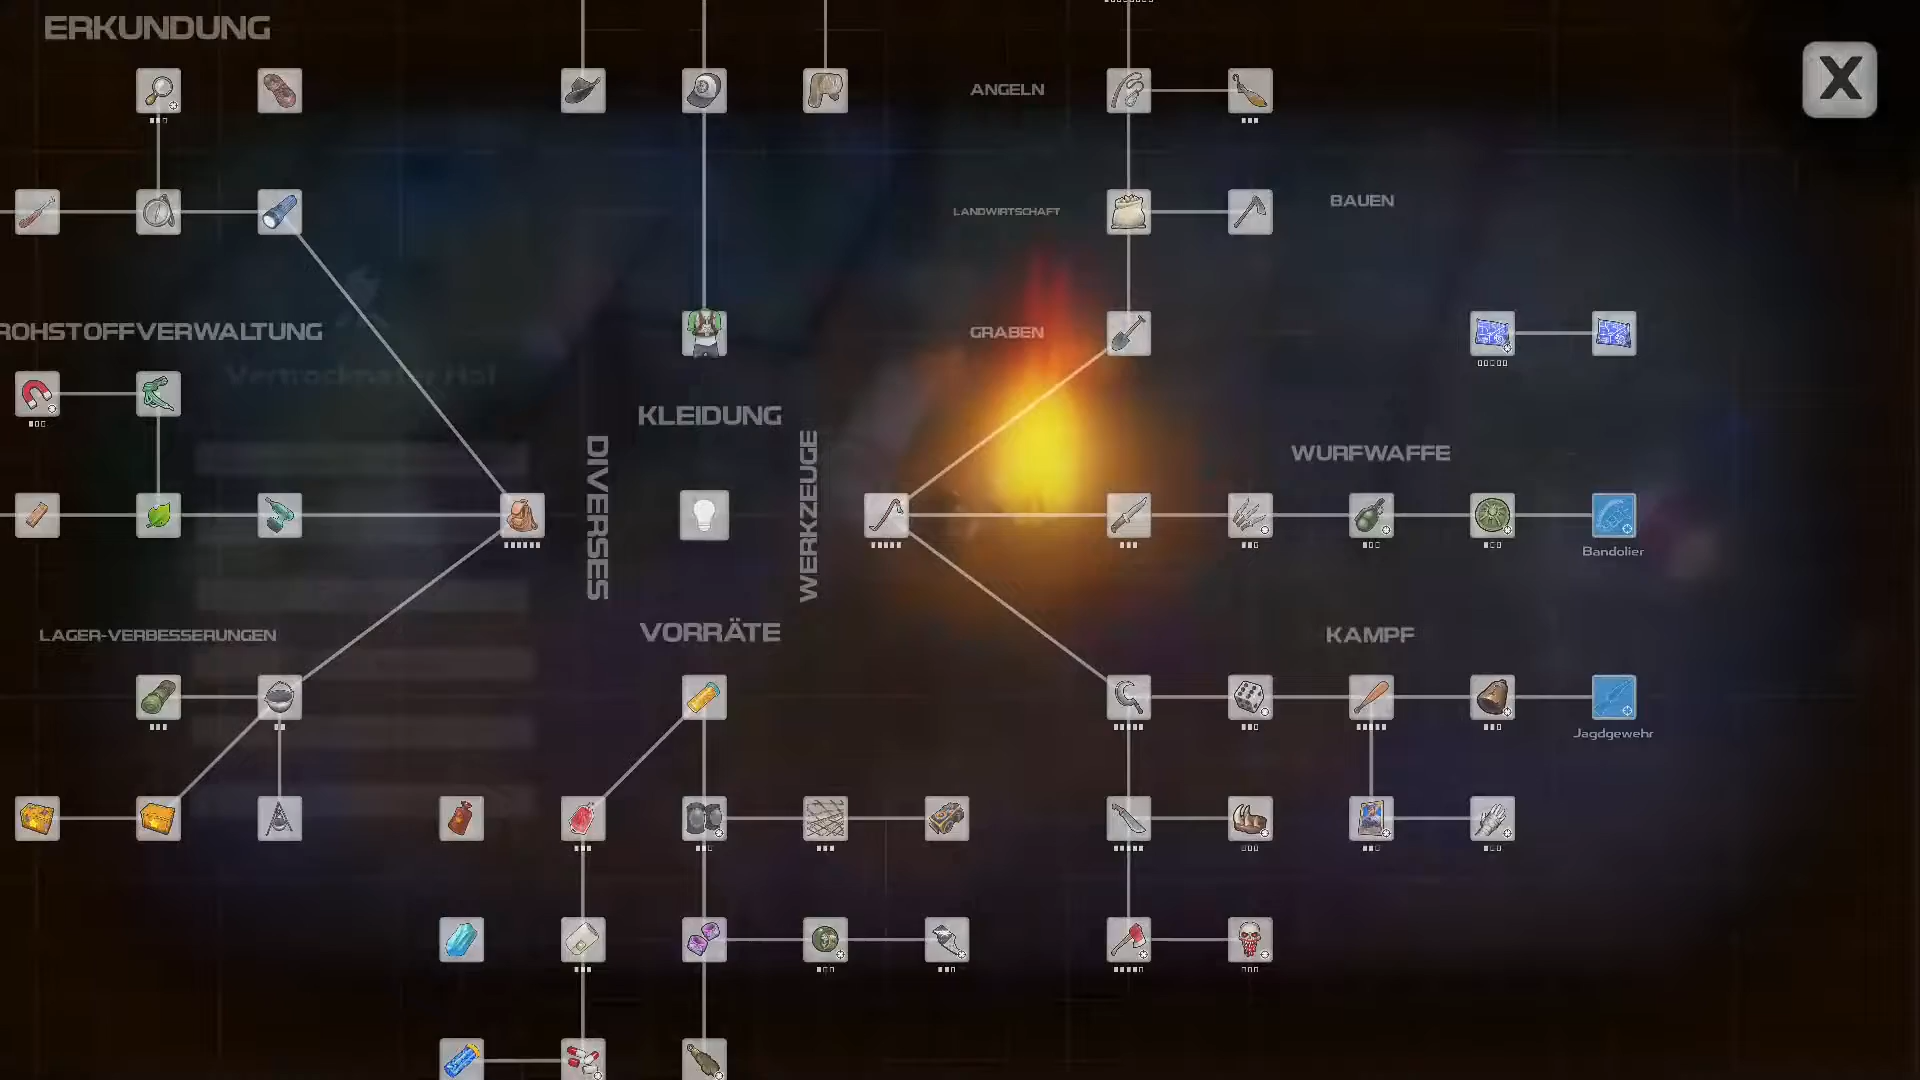 ERKUNDUNG
ANGELN
X
LANDWIRTSCHAFT
BAUEN
ROHSTOFFVERWALTUNG
GRABEN
KLEIDUNG
DIVERSES
WERKZEUGE
WURFWAFFE
Bandolier
LAGER-VERBESSERUNGEN
VORRÄTE
KAMPF
Jagdgewehr